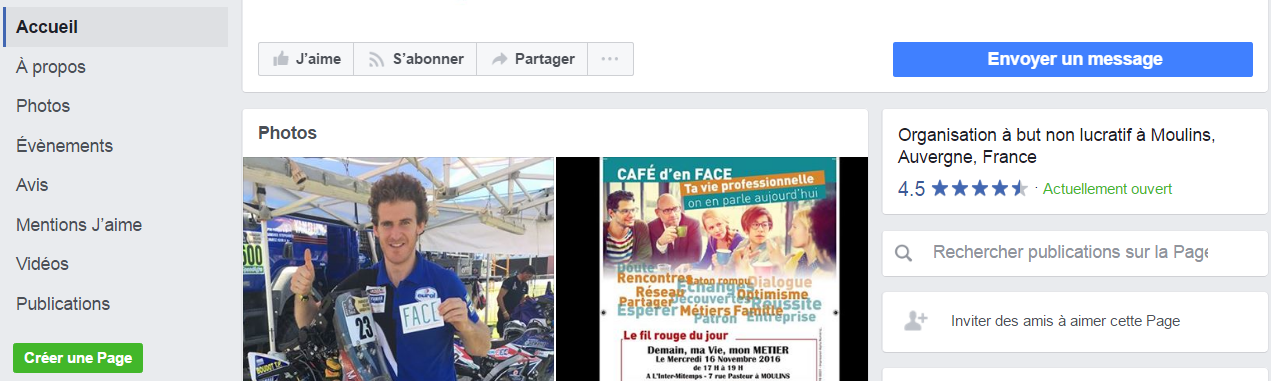 Accueil
À propos
Photos
Évènements
Avis
Mentions J'aime
Vidéos
Publications
Créer une Page
J'aime
S'abonner
Partager
Envoyer un message
Photos
600
23
FACE
CAFÉ d'en FACE
Ta vie professionnelle
on en parle aujourd'hui
Doute
Rencontres Baton compu Dialogue
Réseau Echanges Optimisme
Partager Découvertes Réussite
Espérer Métiers Famille
Patron Entreprise
Le fil rouge du jour
Demain, ma Vie, mon METIER
Le Mercredi 16 Novembre 2016
de 17 H à 19 H
A L'Inter-Mitemps - 7 rue Pasteur à MOULINS
Organisation à but non lucratif à Moulins,
Auvergne, France
4.5 ★★★★ · Actuellement ouvert
Rechercher publications sur la Page
Inviter des amis à aimer cette Page